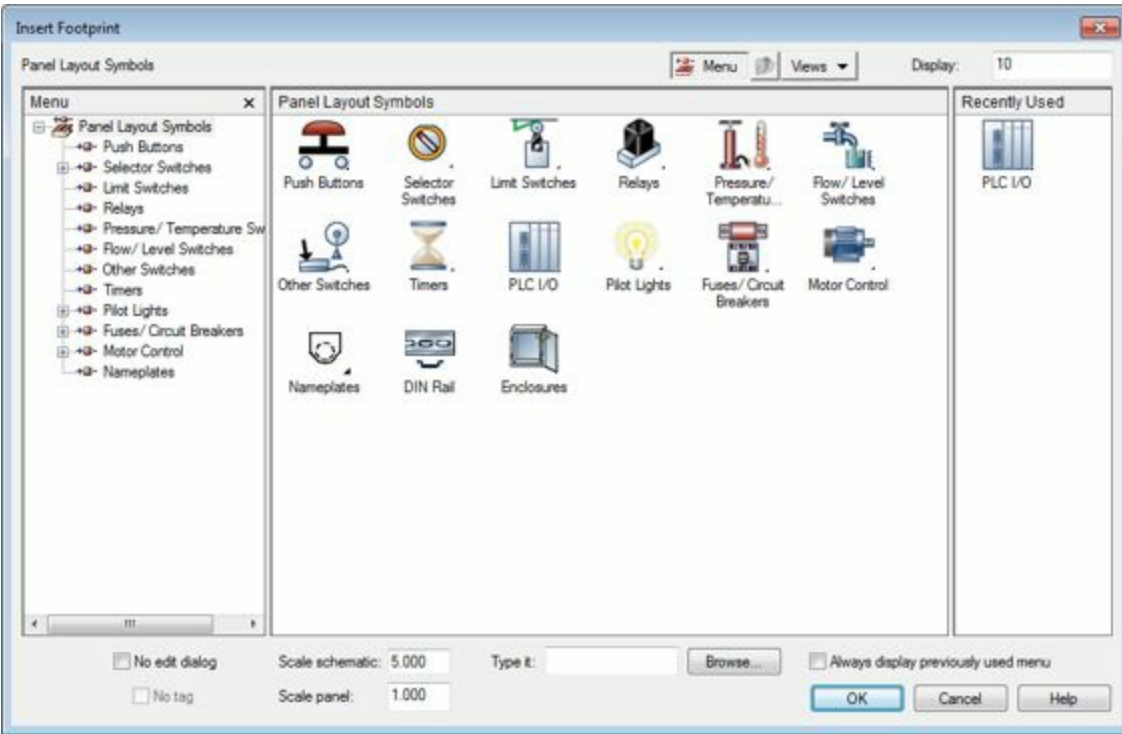 Insert Footprint
Panel Layout Symbols
Menu
Views
Display:
10
Menu
Panel Layout Symbols
Push Buttons
Selector Switches
Limit Switches
Relays
Pressure/ Temperature Sw
Flow/ Level Switches
Other Switches
Timers
Pilot Lights
Fuses/ Circuit Breakers
Motor Control
Nameplates
Panel Layout Symbols
Push Buttons
Selector
Switches
Limit Switches
Relays
Pressure/
Temperatu...
Flow/ Level
Switches
Other Switches
Timers
PLC I/O
Pilot Lights
Fuses/ Circuit
Breakers
Motor Control
Nameplates
DIN Rail
Enclosures
Recently Used
PLC I/O
No edit dialog
No tag
Scale schematic: 5.000
Scale panel: 1.000
Type it:
Browse...
Always display previously used menu
OK
Cancel
Help